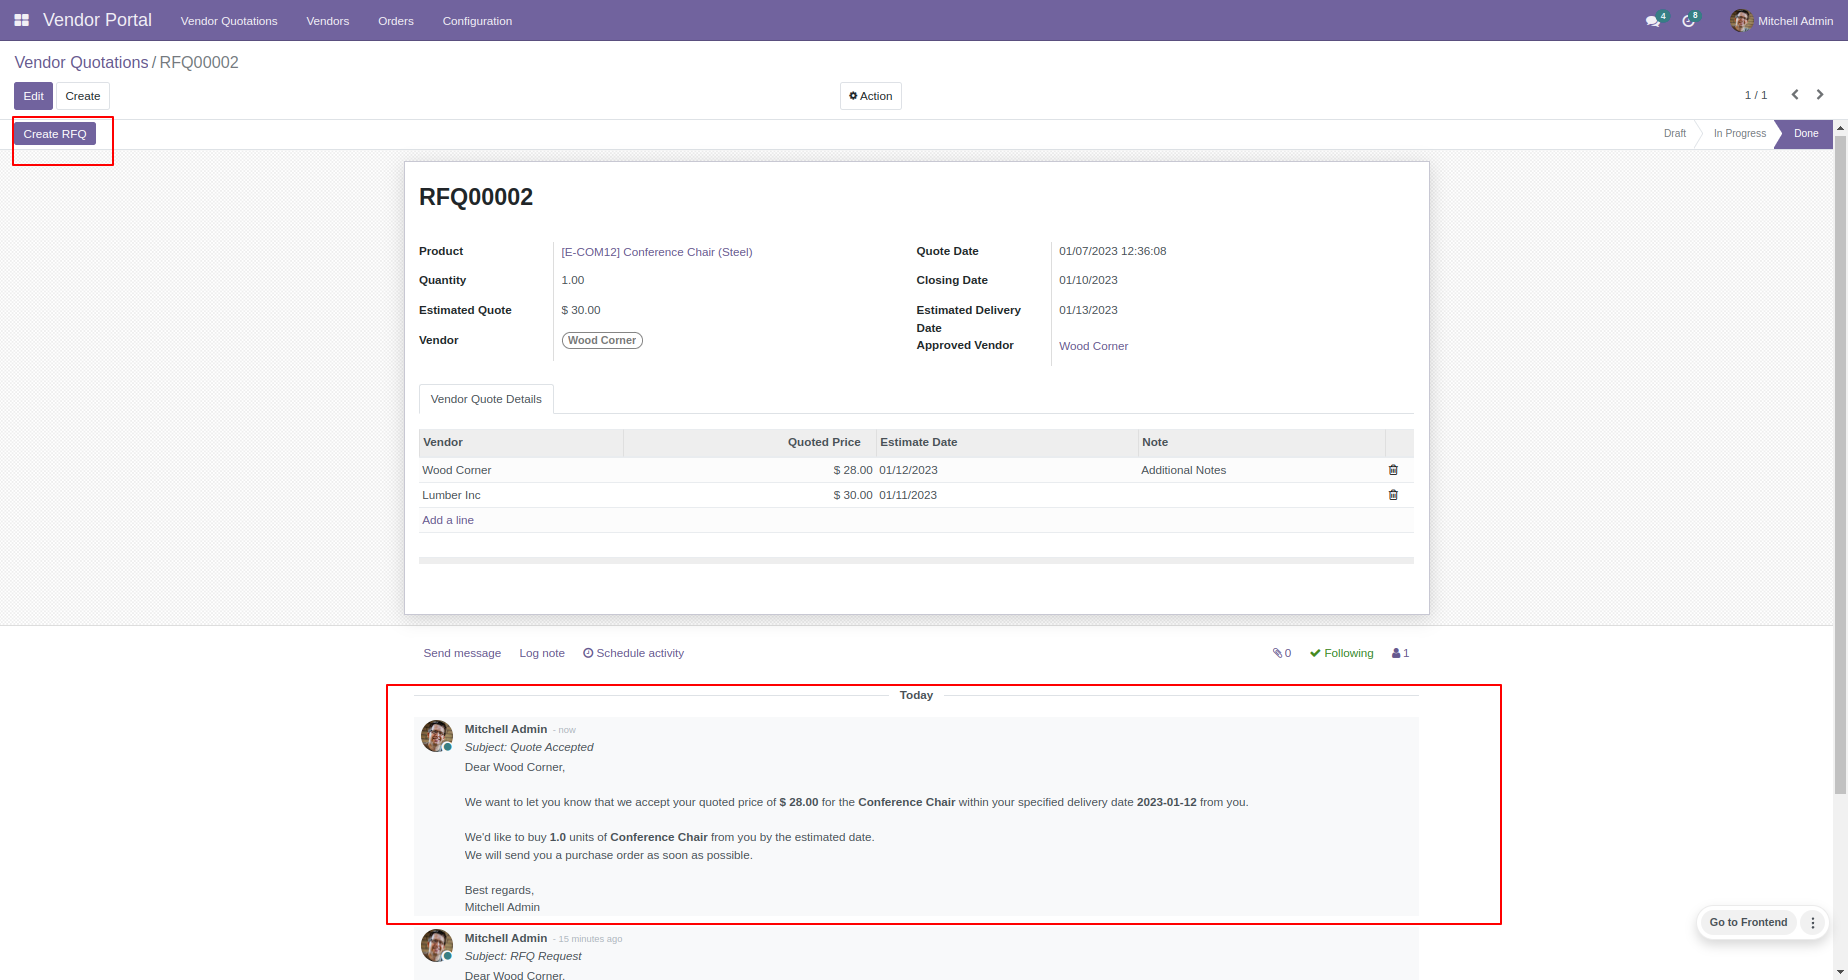 Vendor Portal Vendor Quotations Vendors Orders Configuration 4 8 Mitchell Admin
Vendor Quotations / RFQ00002
Edit Create Action 1 / 1
Create RFQ Draft In Progress Done
RFQ00002
Product [E-COM12] Conference Chair (Steel) Quote Date 01/07/2023 12:36:08
Quantity 1.00 Closing Date 01/10/2023
Estimated Quote $ 30.00 Estimated Delivery 01/13/2023
Date
Vendor Wood Corner Approved Vendor Wood Corner
Vendor Quote Details
Vendor Quoted Price Estimate Date Note
Wood Corner $ 28.00 01/12/2023 Additional Notes
Lumber Inc $ 30.00 01/11/2023
Add a line
Send message Log note Schedule activity 0 Following 1
Today
Mitchell Admin - now
Subject: Quote Accepted
Dear Wood Corner,
We want to let you know that we accept your quoted price of $ 28.00 for the Conference Chair within your specified delivery date 2023-01-12 from you.
We'd like to buy 1.0 units of Conference Chair from you by the estimated date.
We will send you a purchase order as soon as possible.
Best regards,
Mitchell Admin
Go to Frontend
Mitchell Admin - 15 minutes ago
Subject: RFQ Request
Dear Wood Corner,